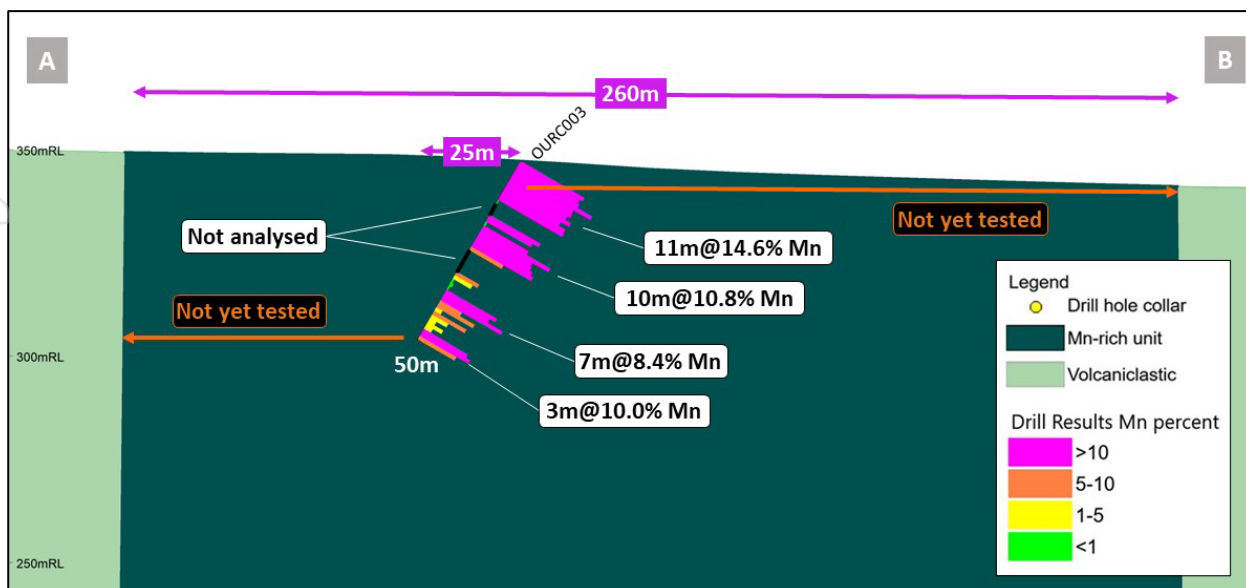 A
B
260m
OURC003
25m
350mRL
Not yet tested
Not analysed
11m@14.6% Mn
10m@10.8% Mn
Not yet tested
300mRL
50m
7m@8.4% Mn
3m@10.0% Mn
250mRL
Legend
Drill hole collar
Mn-rich unit
Volcaniclastic
Drill Results Mn percent
>10
5-10
1-5
<1